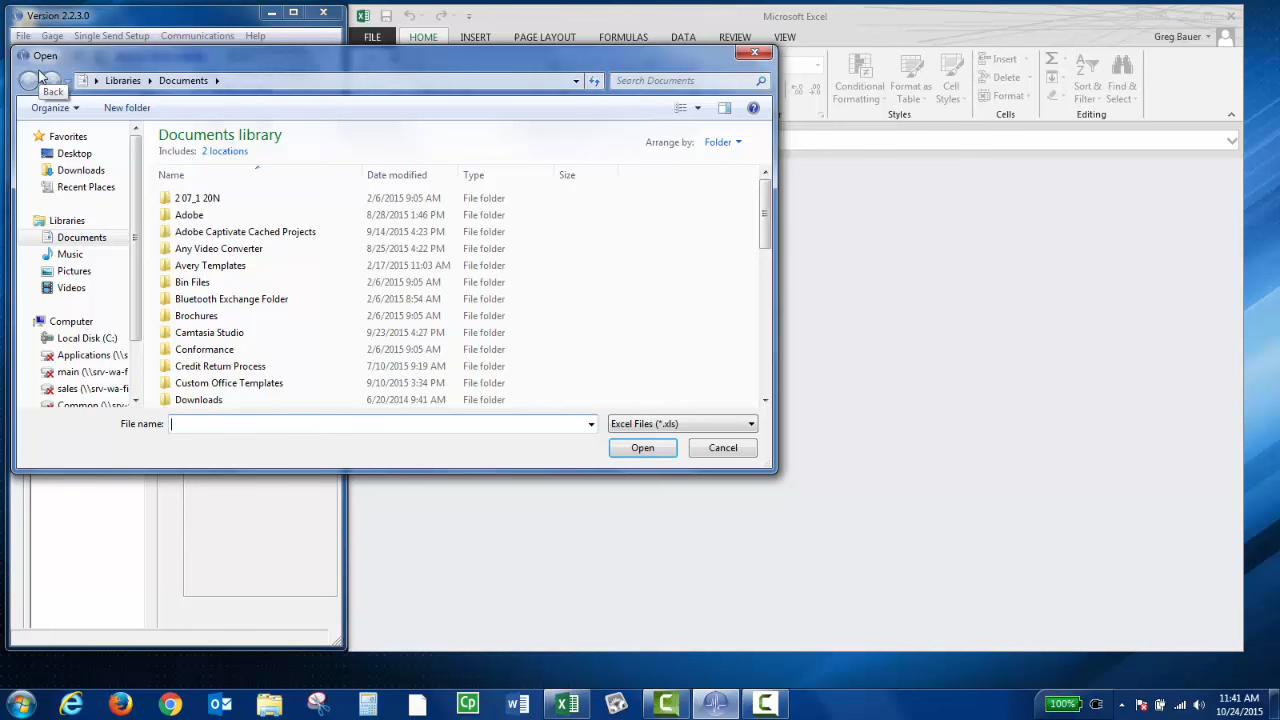 Version 2.2.3.0
File Gage Single Send Setup Communications Help
Microsoft Excel
FILE HOME INSERT PAGE LAYOUT FORMULAS DATA REVIEW VIEW
Greg Bauer
Conditional Formatting
Format as Table
Cell Styles
Styles
Insert
Delete
Format
Cells
Sort & Filter
Find & Select
Editing
Open
Back
Libraries Documents
Search Documents
Organize New folder
Documents library
Includes: 2 locations
Arrange by: Folder
Favorites
Desktop
Downloads
Recent Places
Libraries
Documents
Music
Pictures
Videos
Computer
Local Disk (C:)
Applications (\\s
main (\\srv-wa-f
sales (\\srv-wa-fi
Common (\\srv-wa-f
Name Date modified Type Size
2 07_1 20N 2/6/2015 9:05 AM File folder
Adobe 8/28/2015 1:46 PM File folder
Adobe Captivate Cached Projects 9/14/2015 4:23 PM File folder
Any Video Converter 8/25/2015 4:22 PM File folder
Avery Templates 2/17/2015 11:03 AM File folder
Bin Files 2/6/2015 9:05 AM File folder
Bluetooth Exchange Folder 2/6/2015 8:54 AM File folder
Brochures 2/6/2015 9:05 AM File folder
Camtasia Studio 9/23/2015 4:27 PM File folder
Conformance 2/6/2015 9:05 AM File folder
Credit Return Process 7/10/2015 9:19 AM File folder
Custom Office Templates 9/10/2015 3:34 PM File folder
Downloads 6/20/2014 9:41 AM File folder
File name:
Excel Files (*.xls)
Open Cancel
100%
11:41 AM
10/24/2015